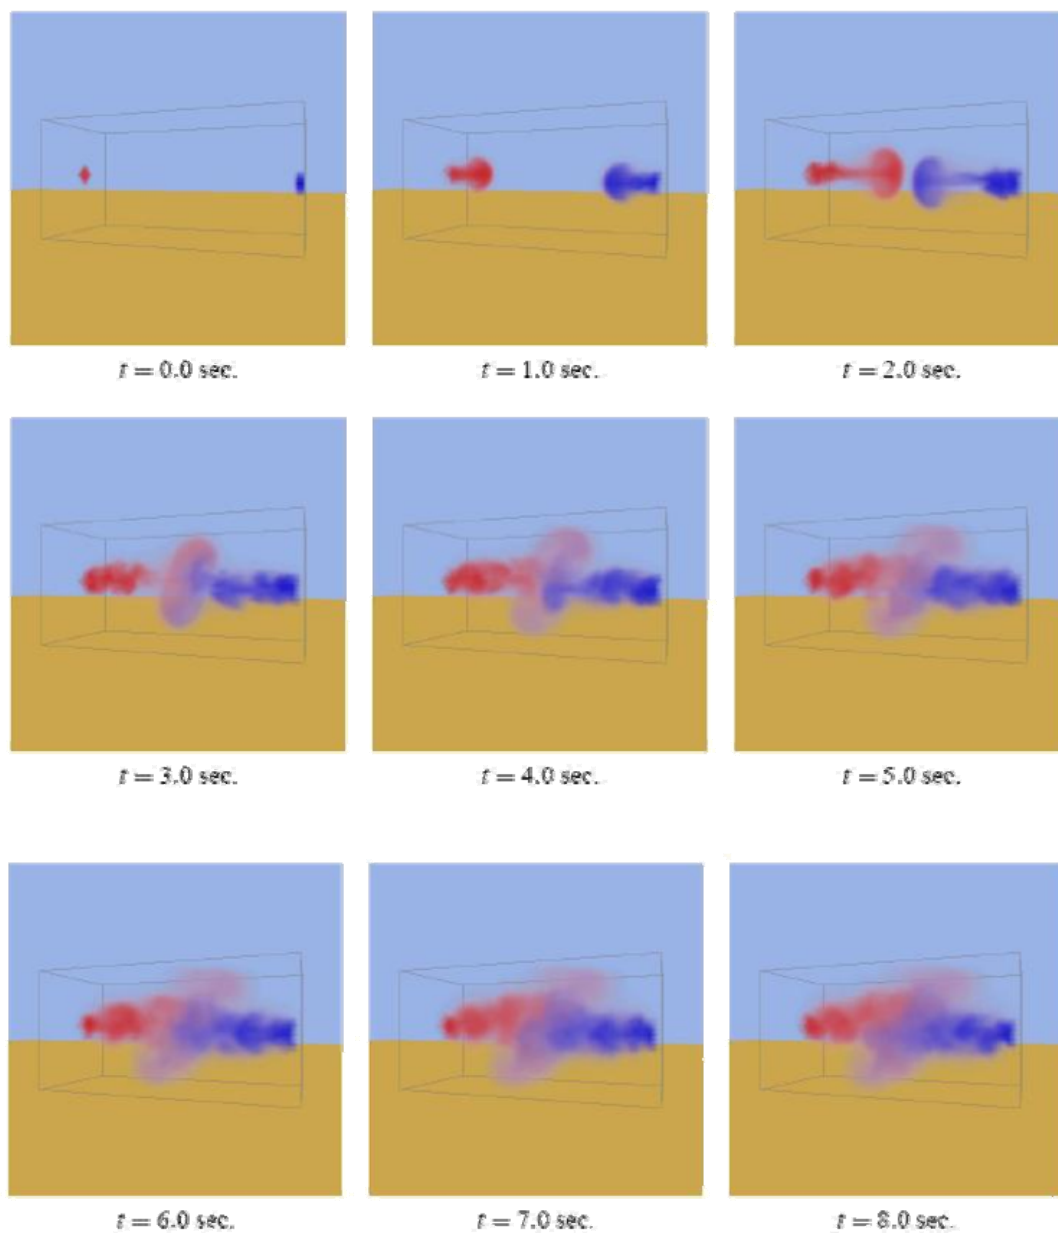 t = 0.0 sec.
t = 1.0 sec.
t = 2.0 sec.
t = 3.0 sec.
t = 4.0 sec.
t = 5.0 sec.
t = 6.0 sec.
t = 7.0 sec.
t = 8.0 sec.